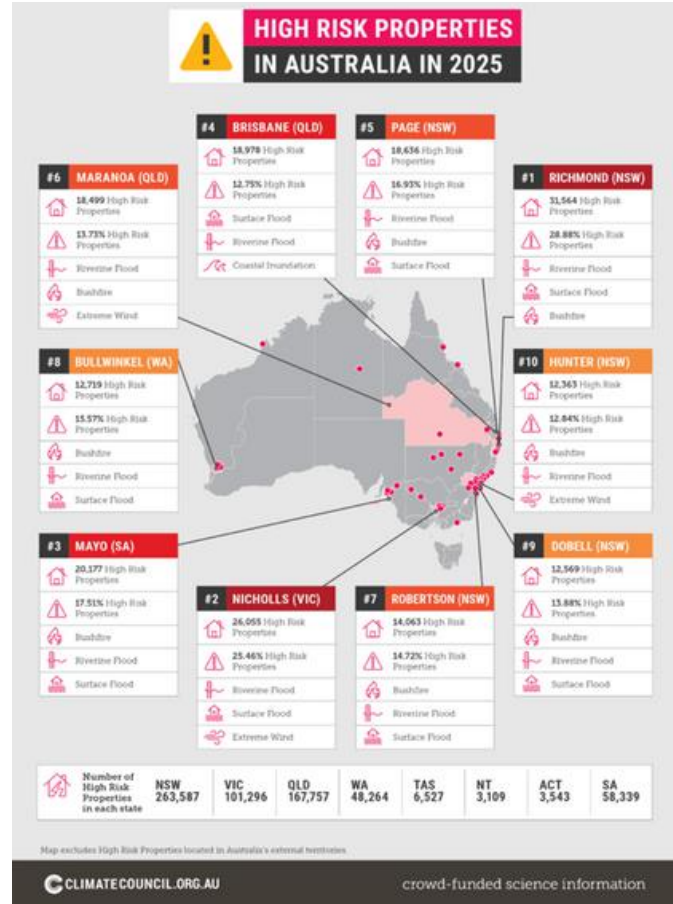 HIGH RISK PROPERTIES
IN AUSTRALIA IN 2025
#4 BRISBANE (QLD)
18,978 High Risk
Properties
12.75% High Risk
Properties
Surface Flood
Riverine Flood
Coastal Inundation
#5 PAGE (NSW)
18,636 High Risk
Properties
16.93% High Risk
Properties
Riverine Flood
Bushfire
Surface Flood
#6 MARANOA (QLD)
18,499 High Risk
Properties
13.73% High Risk
Properties
Riverine Flood
Bushfire
Extreme Wind
#1 RICHMOND (NSW)
31,564 High Risk
Properties
28.88% High Risk
Properties
Riverine Flood
Surface Flood
Bushfire
#8 BULLWINKEL (WA)
12,719 High Risk
Properties
15.57% High Risk
Properties
Bushfire
Riverine Flood
Surface Flood
#10 HUNTER (NSW)
12,363 High Risk
Properties
12.84% High Risk
Properties
Bushfire
Riverine Flood
Extreme Wind
#3 MAYO (SA)
20,177 High Risk
Properties
17.51% High Risk
Properties
Bushfire
Riverine Flood
Surface Flood
#2 NICHOLLS (VIC)
26,055 High Risk
Properties
25.46% High Risk
Properties
Riverine Flood
Surface Flood
Extreme Wind
#7 ROBERTSON (NSW)
14,063 High Risk
Properties
14.72% High Risk
Properties
Bushfire
Riverine Flood
Surface Flood
#9 DOBELL (NSW)
12,569 High Risk
Properties
13.88% High Risk
Properties
Bushfire
Riverine Flood
Surface Flood
Number of
High Risk
Properties
in each state
NSW
263,587
VIC
101,296
QLD
167,757
WA
48,264
TAS
6,527
NT
3,109
ACT
3,543
SA
58,339
Map excludes High Risk Properties located in Australia's external territories
CLIMATECOUNCIL.ORG.AU
crowd-funded science information